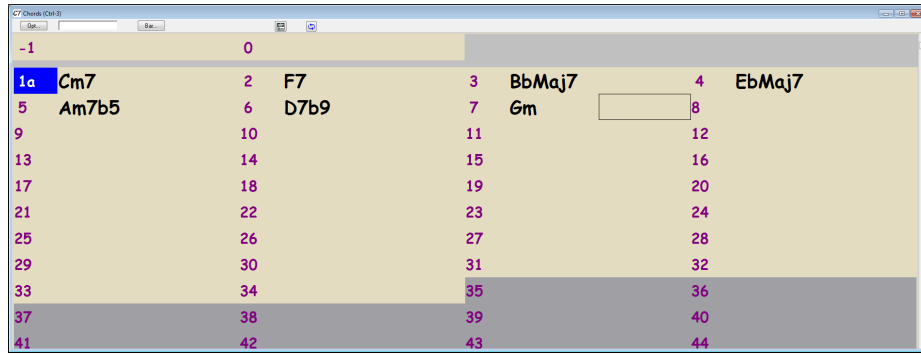 Chords (Ctrl-3)
Opt... Bar...
-1 0
1a Cm7 2 F7 3 BbMaj7 4 EbMaj7
5 Am7b5 6 D7b9 7 Gm 8
9 10 11 12
13 14 15 16
17 18 19 20
21 22 23 24
25 26 27 28
29 30 31 32
33 34 35 36
37 38 39 40
41 42 43 44